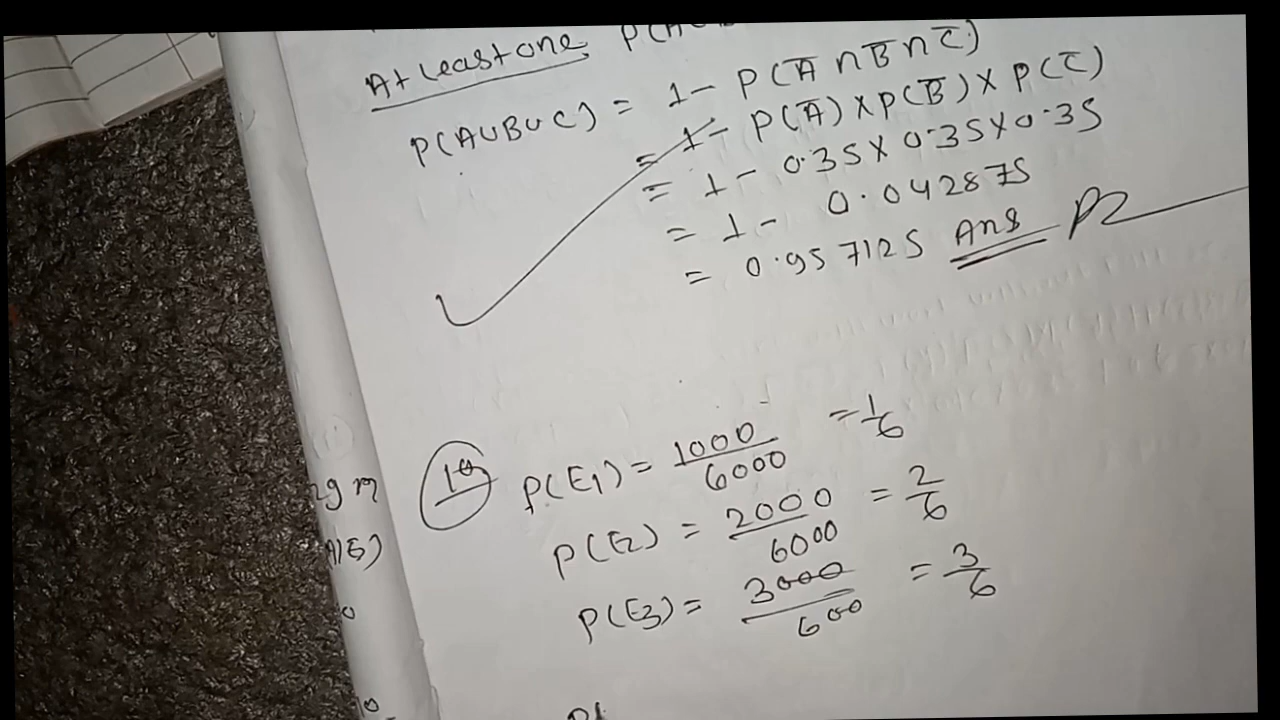 At least one P(A
P(A∪B∪C) = 1 - P(A̅ ∩ B̅ ∩ C̅)
= 1 - P(A̅) × P(B̅) × P(C̅)
= 1 - 0.35 × 0.35 × 0.35
= 1 - 0.042875
= 0.957125 Ans
P(E1) = 1000/6000 = 1/6
P(E2) = 2000/6000 = 2/6
P(E3) = 3000/600 = 3/6